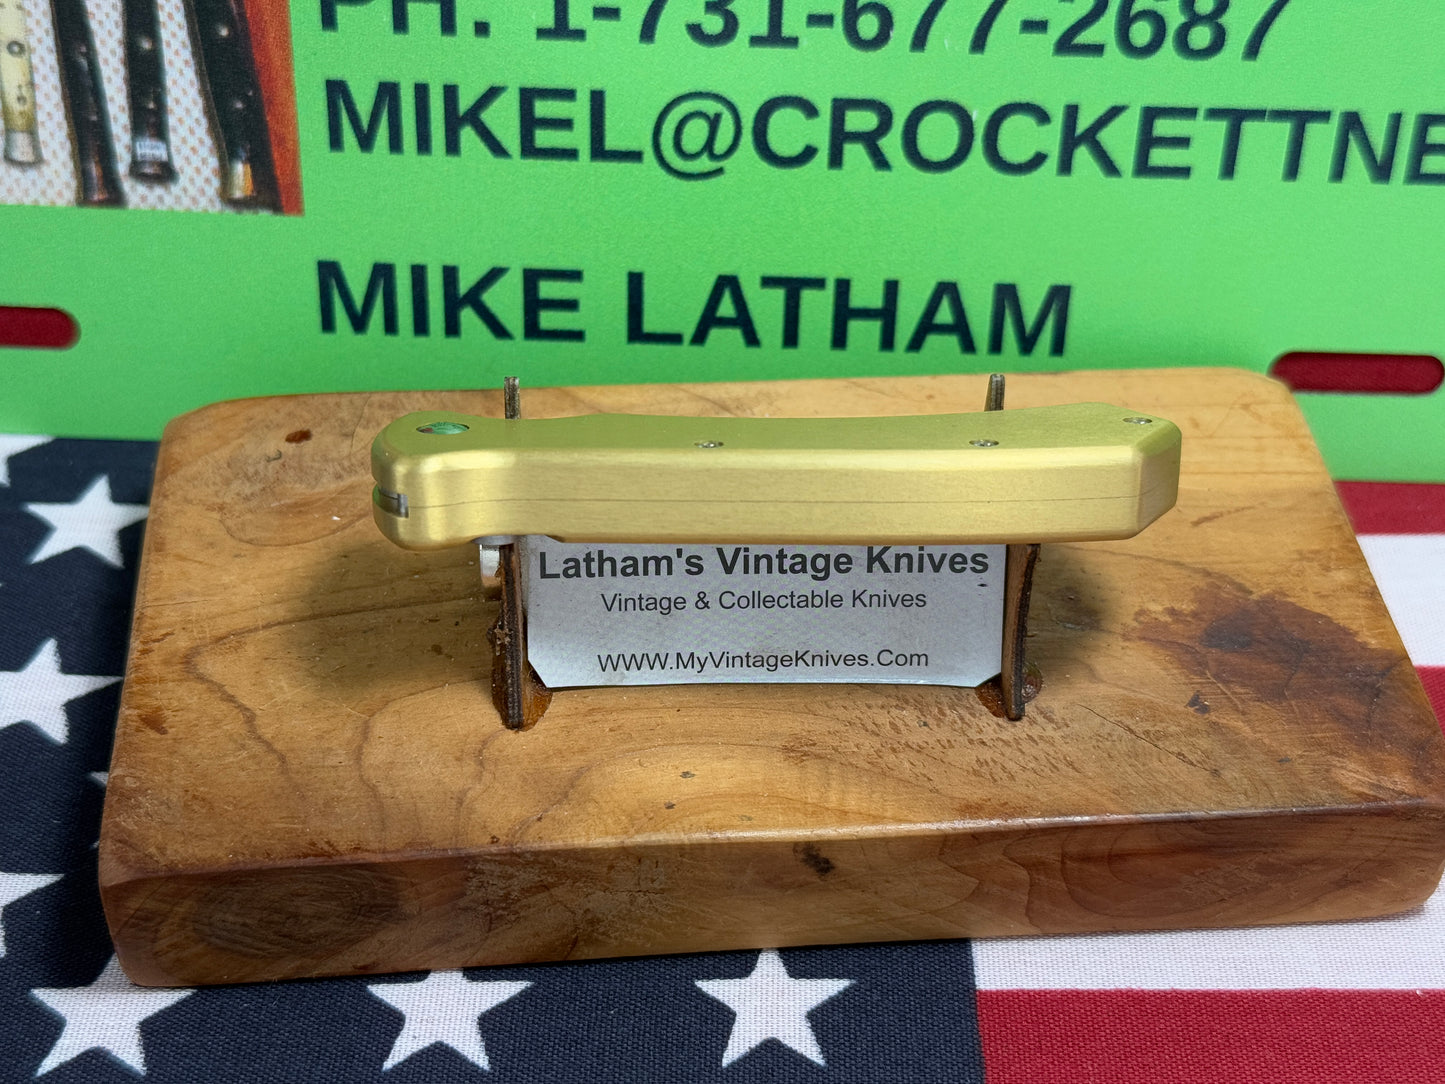 PH. 1-731-677-2687
MIKEL@CROCKETTNE
MIKE LATHAM
Latham's Vintage Knives
Vintage & Collectable Knives
WWW.MyVintageKnives.Com